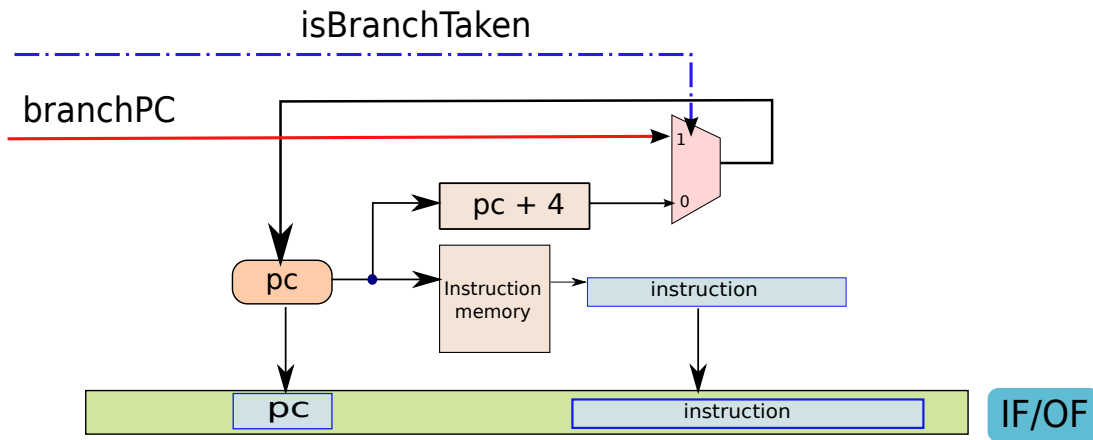 isBranchTaken
branchPC
1
pc + 4
0
pc
Instruction
memory
instruction
pc
instruction
IF/OF